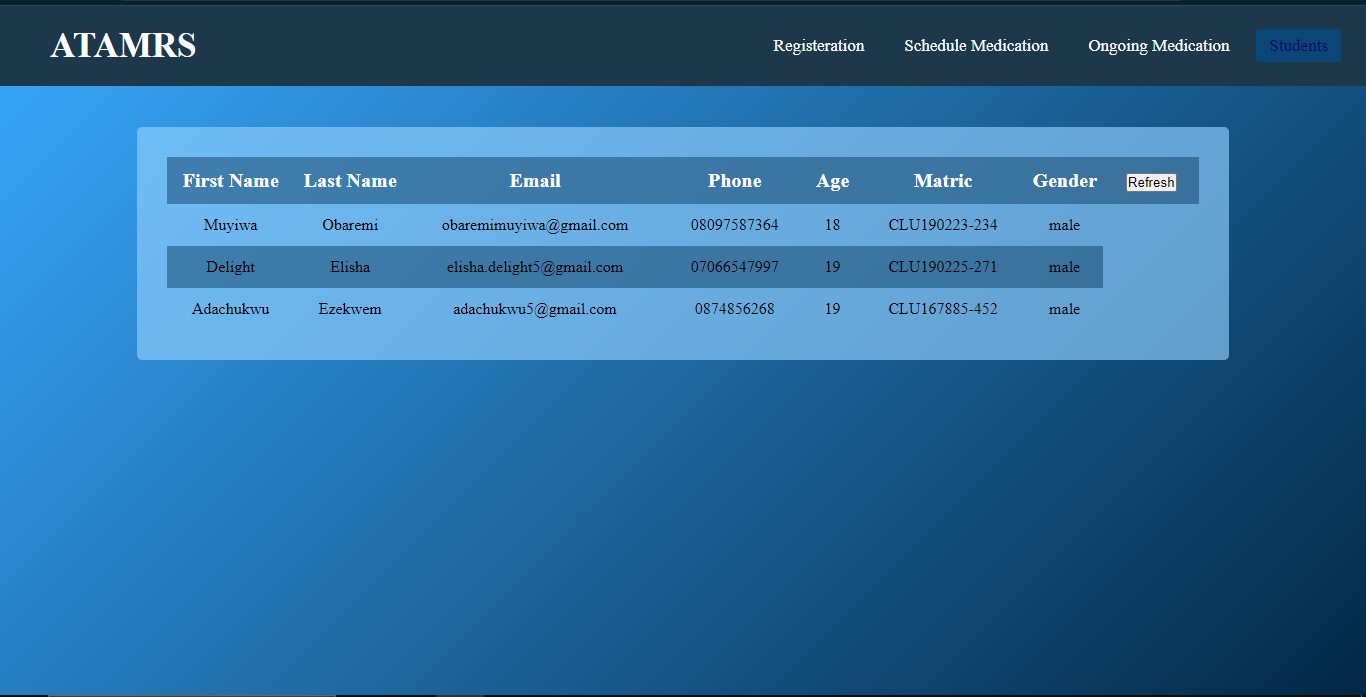 ATAMRS Registeration Schedule Medication Ongoing Medication Students
First Name Last Name Email Phone Age Matric Gender Refresh
Muyiwa Obaremi obaremimuyiwa@gmail.com 08097587364 18 CLU190223-234 male
Delight Elisha elisha.delight5@gmail.com 07066547997 19 CLU190225-271 male
Adachukwu Ezekwem adachukwu5@gmail.com 0874856268 19 CLU167885-452 male